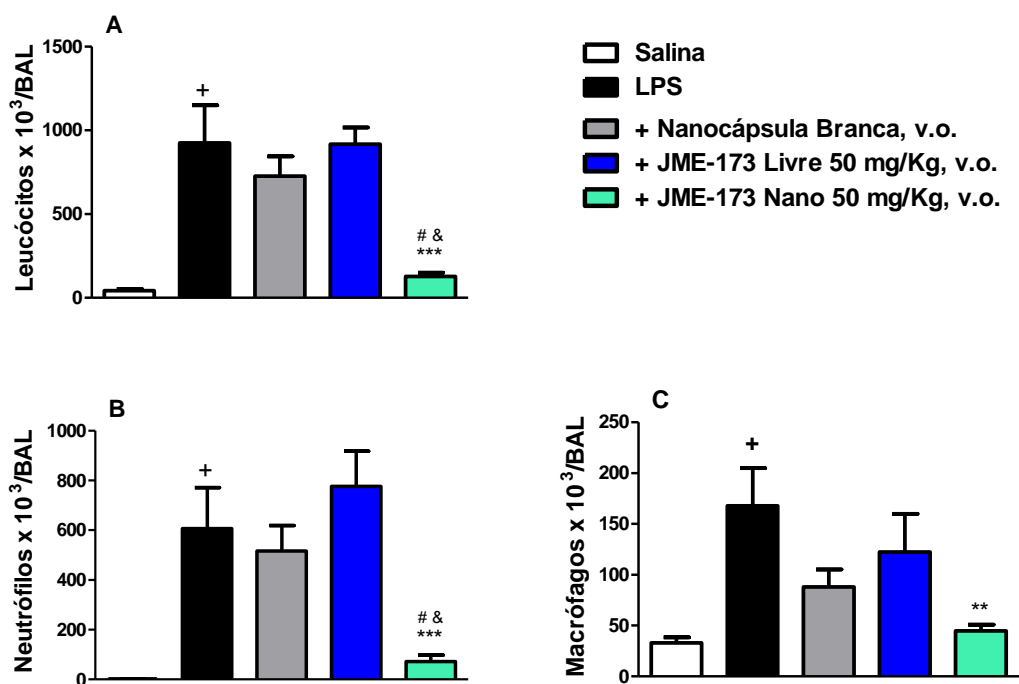 A
Leucócitos x 10³/BAL
1500
1000
500
0
+
# &
***
Salina
LPS
+ Nanocápsula Branca, v.o.
+ JME-173 Livre 50 mg/Kg, v.o.
+ JME-173 Nano 50 mg/Kg, v.o.
B
Neutrófilos x 10³/BAL
1000
800
600
400
200
0
+
# &
***
C
Macrófagos x 10³/BAL
250
200
150
100
50
0
+
**